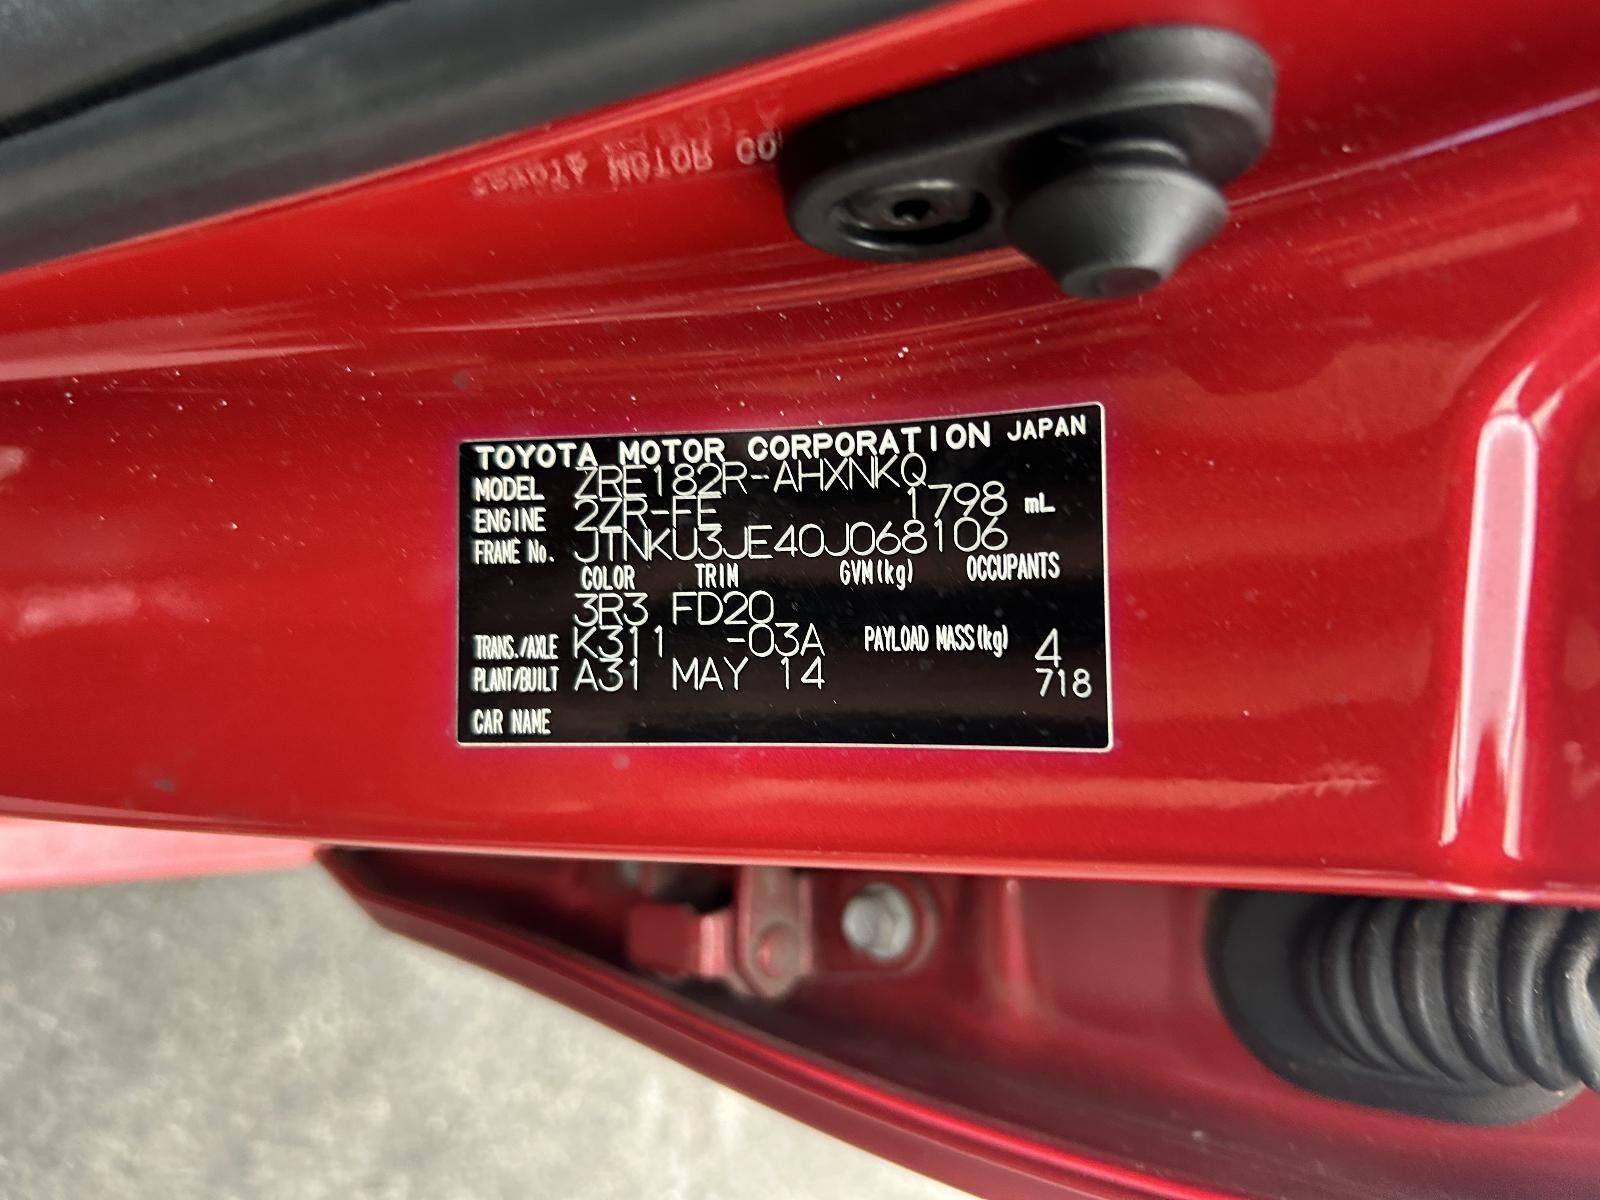 TOYOTA MOTOR CORPORATION JAPAN
MODEL ZRE182R-AHXNKQ
ENGINE 2ZR-FE 1798 mL
FRAME No. JTNKU3JE40J068106
COLOR TRIM GVM(kg) OCCUPANTS
3R3 FD20
TRANS./AXLE K311 -03A PAYLOAD MASS(kg) 4
PLANT/BUILT A31 MAY 14 718
CAR NAME